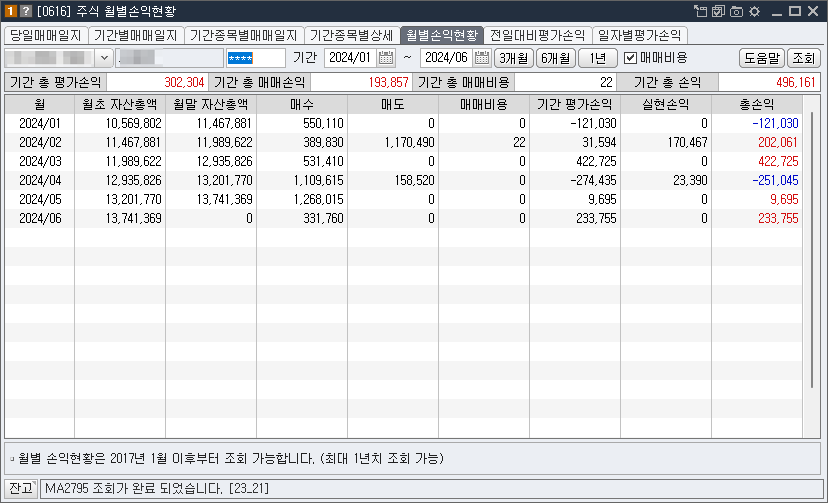 1 ? [0616] 주식 월별손익현황
당일매매일지 기간별매매일지 기간종목별매매일지 기간종목별상세 월별손익현황 전일대비평가손익 일자별평가손익
**** 기간 2024/01 ~ 2024/06 3개월 6개월 1년 매매비용 도움말 조회
기간 총 평가손익 302,304 기간 총 매매손익 193,857 기간 총 매매비용 22 기간 총 손익 496,161
월 월초 자산총액 월말 자산총액 매수 매도 매매비용 기간 평가손익 실현손익 총손익
2024/01 10,569,802 11,467,881 550,110 0 0 -121,030 0 -121,030
2024/02 11,467,881 11,989,622 389,830 1,170,490 22 31,594 170,467 202,061
2024/03 11,989,622 12,935,826 531,410 0 0 422,725 0 422,725
2024/04 12,935,826 13,201,770 1,109,615 158,520 0 -274,435 23,390 -251,045
2024/05 13,201,770 13,741,369 1,268,015 0 0 9,695 0 9,695
2024/06 13,741,369 0 331,760 0 0 233,755 0 233,755
월별 손익현황은 2017년 1월 이후부터 조회 가능합니다. (최대 1년치 조회 가능)
잔고 MA2795 조회가 완료 되었습니다. [23_21]